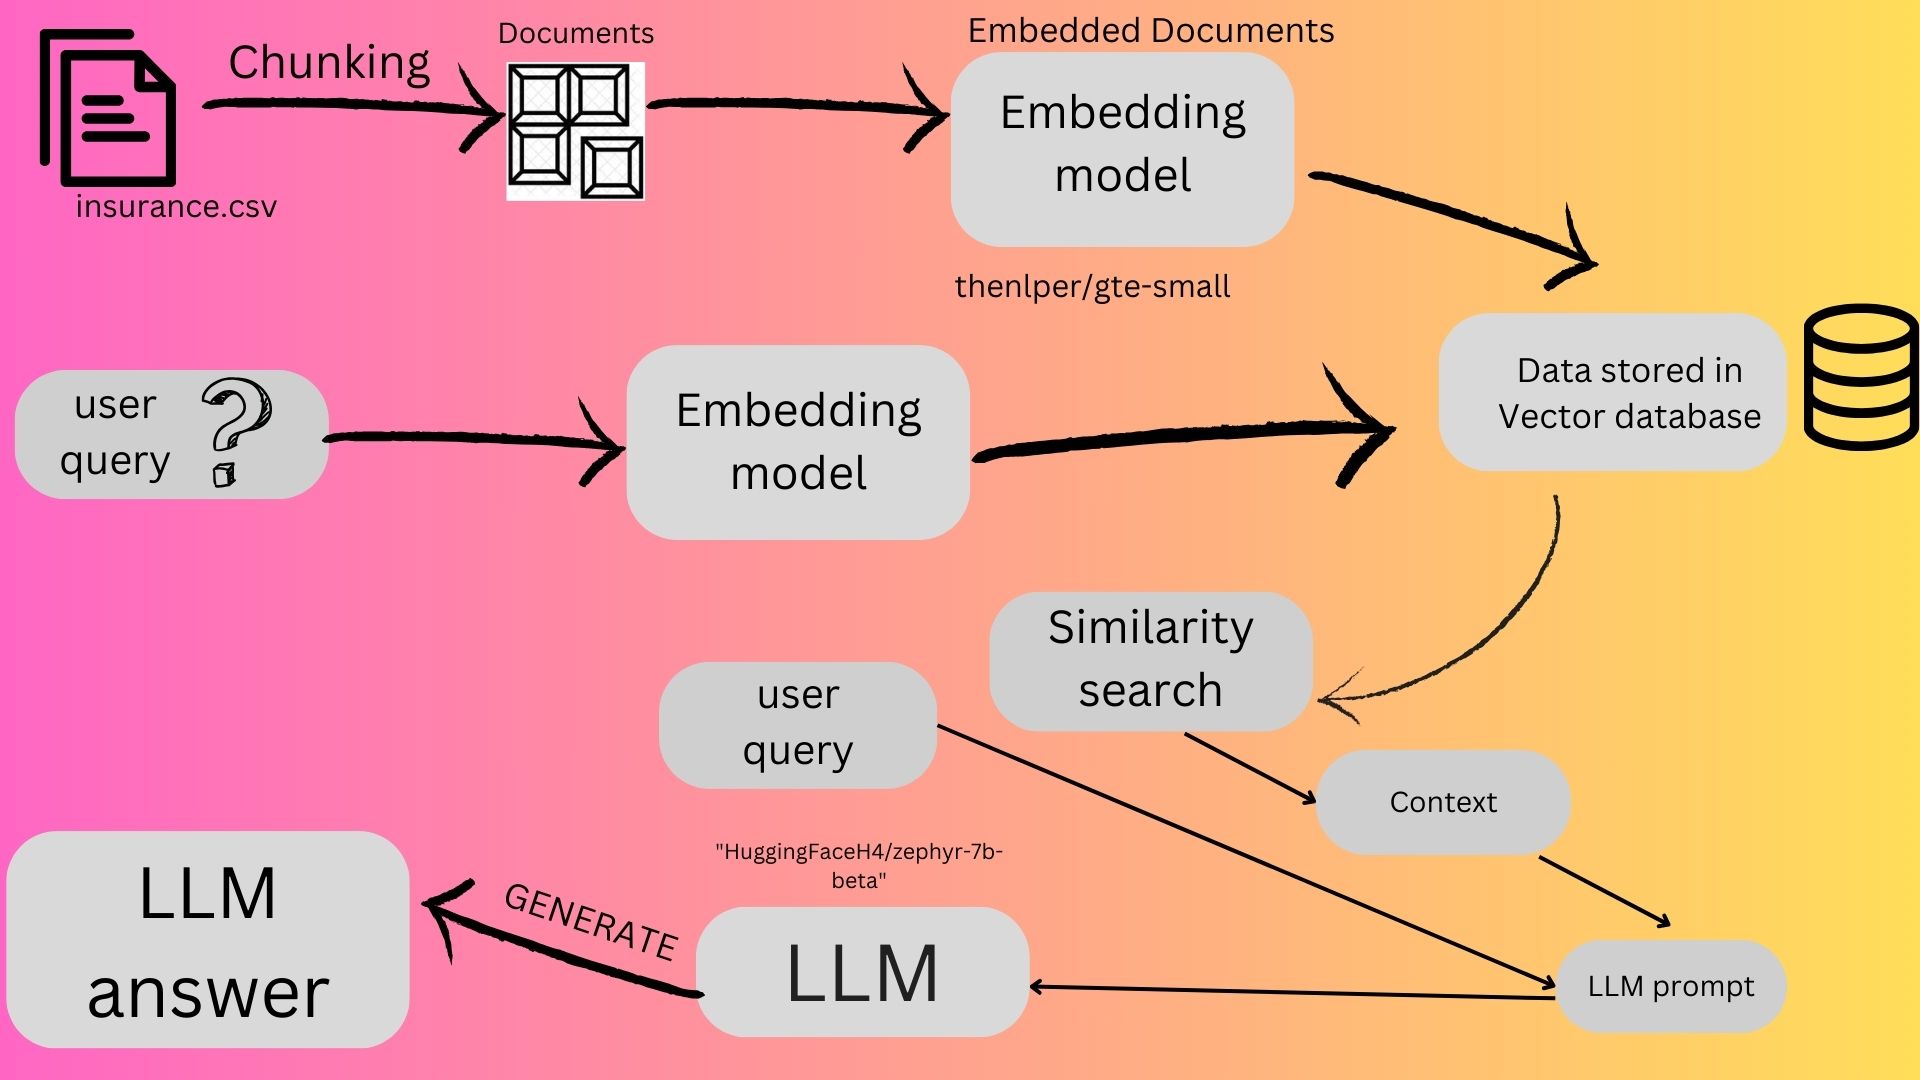 Chunking
Documents
Embedded Documents
insurance.csv
Embedding
model
thenlper/gte-small
user
query
?
Embedding
model
Data stored in
Vector database
Similarity
search
user
query
Context
"HuggingFaceH4/zephyr-7b-
beta"
LLM
answer
GENERATE
LLM
LLM prompt